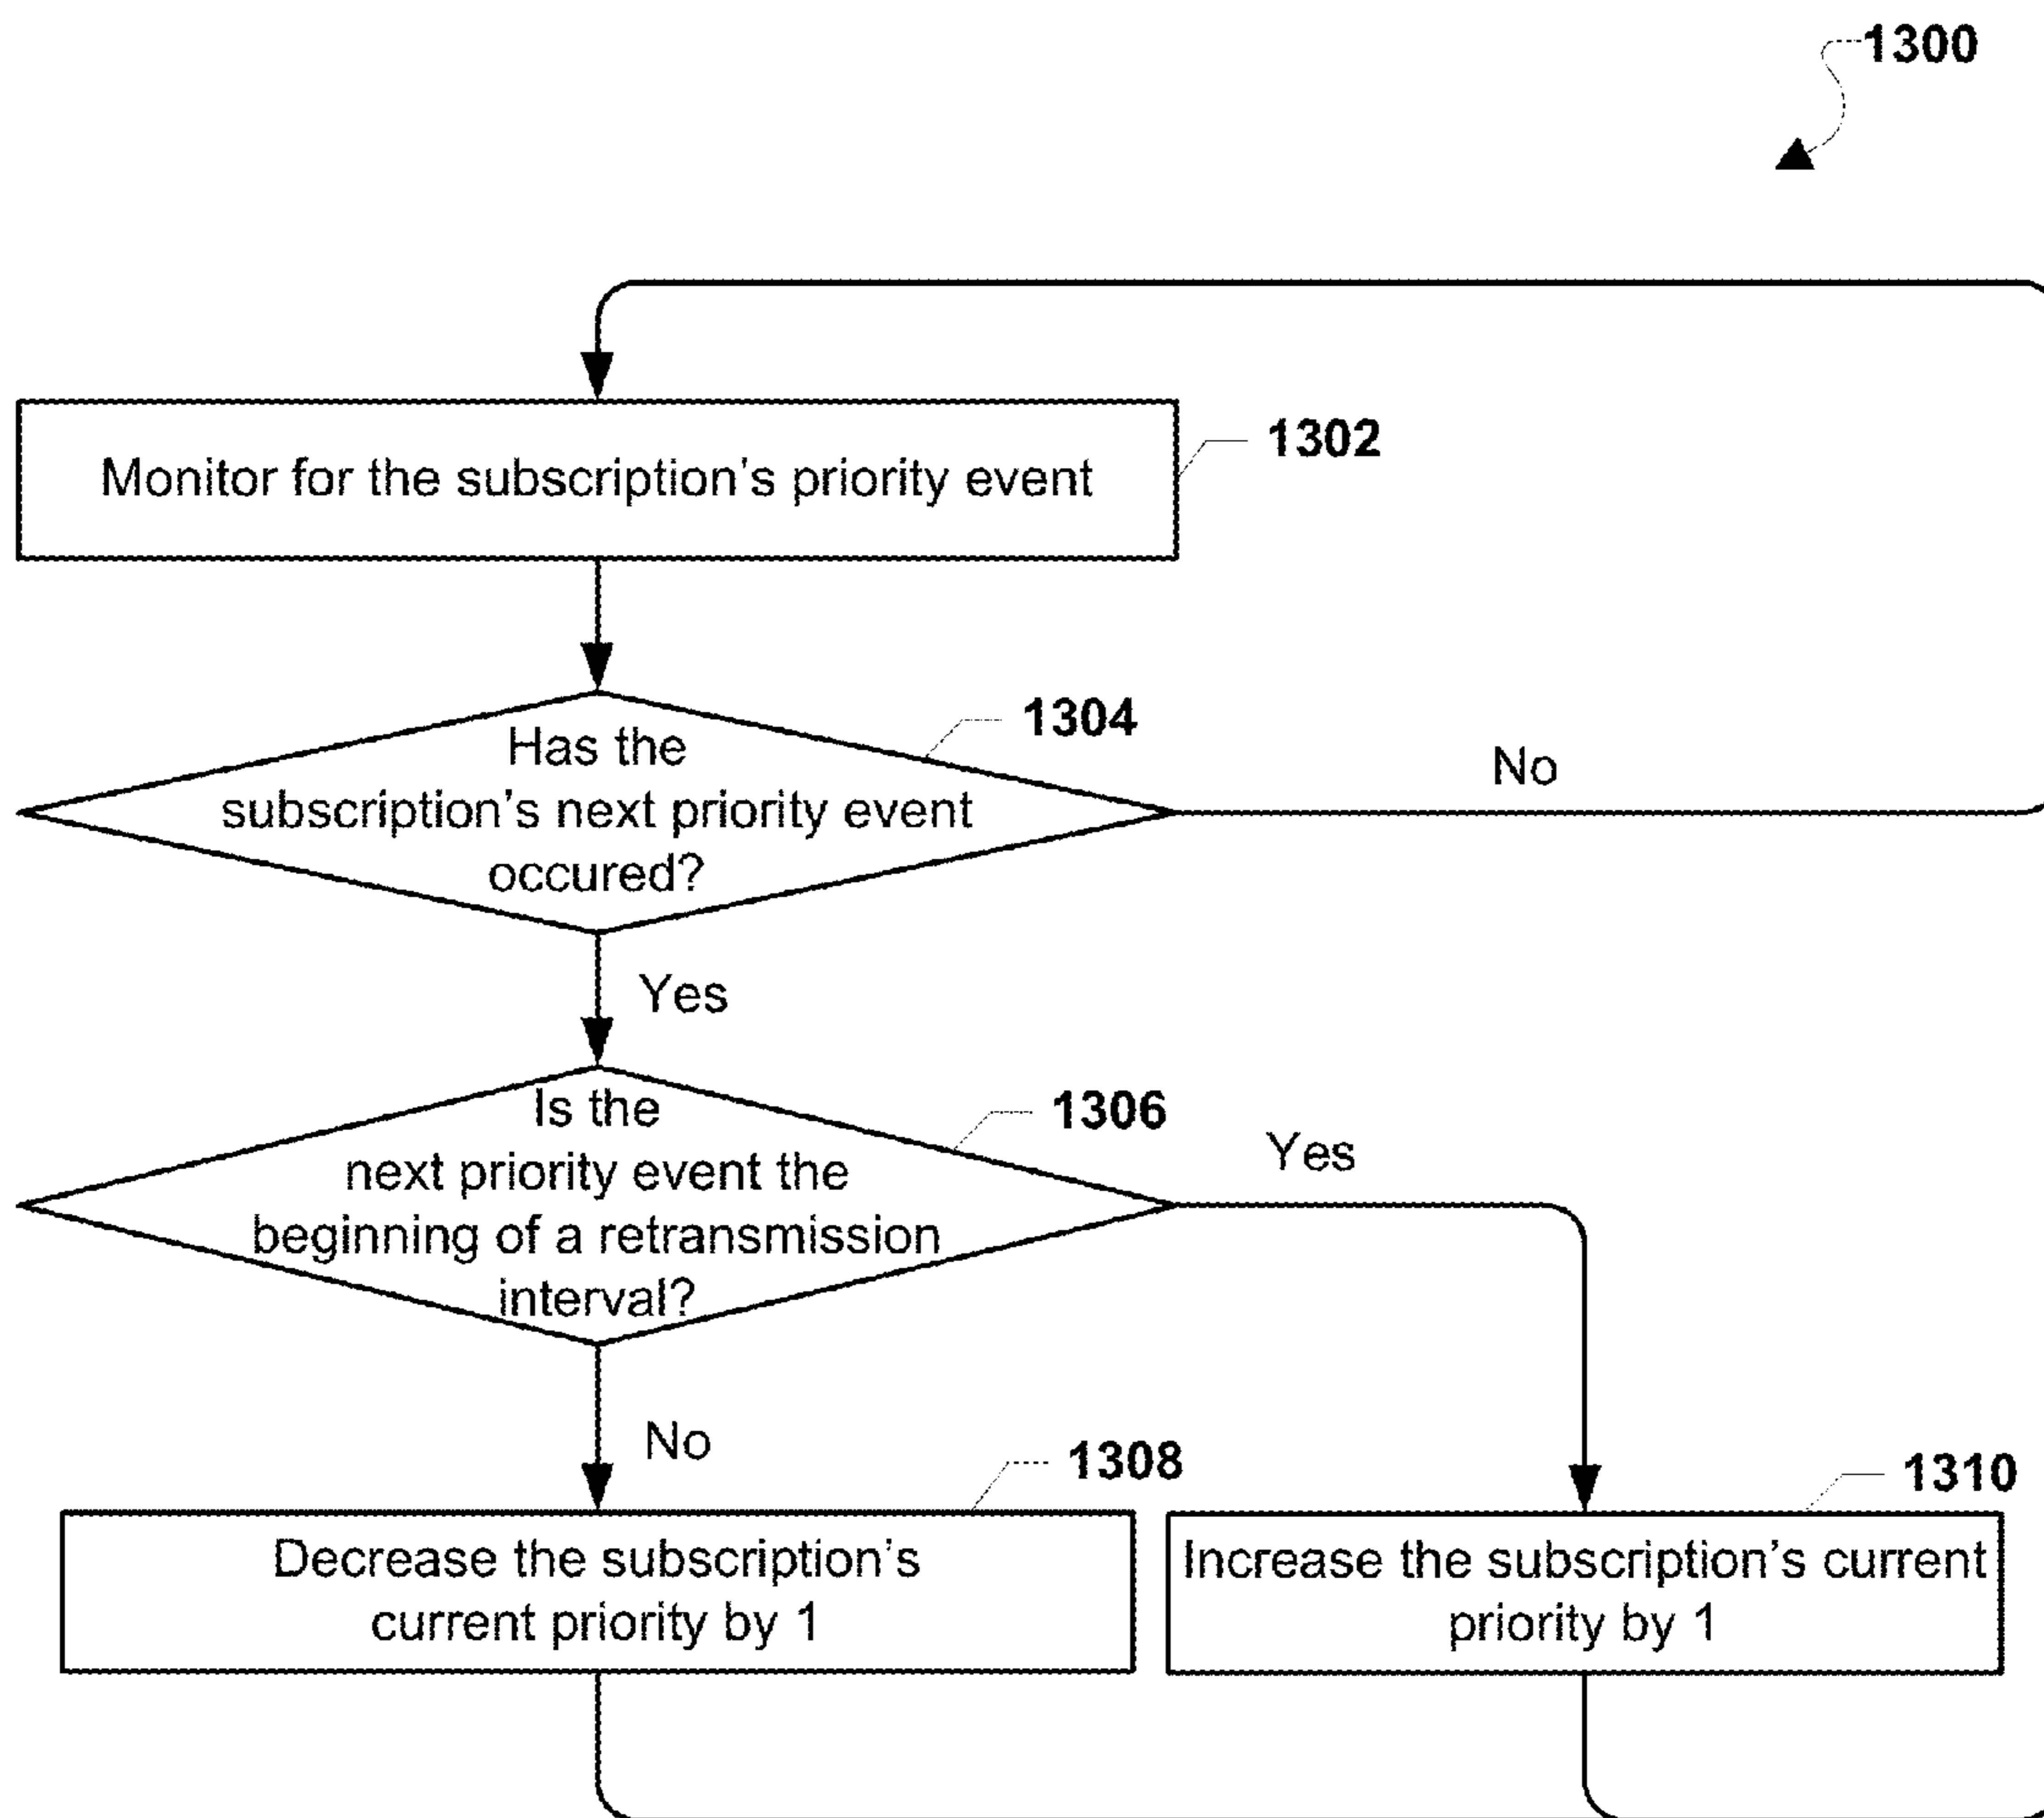 1300
Monitor for the subscription's priority event
1302
Has the
subscription's next priority event
occured?
1304
No
Yes
Is the
next priority event the
beginning of a retransmission
interval?
1306
Yes
No
Decrease the subscription's
current priority by 1
1308
Increase the subscription's current
priority by 1
1310